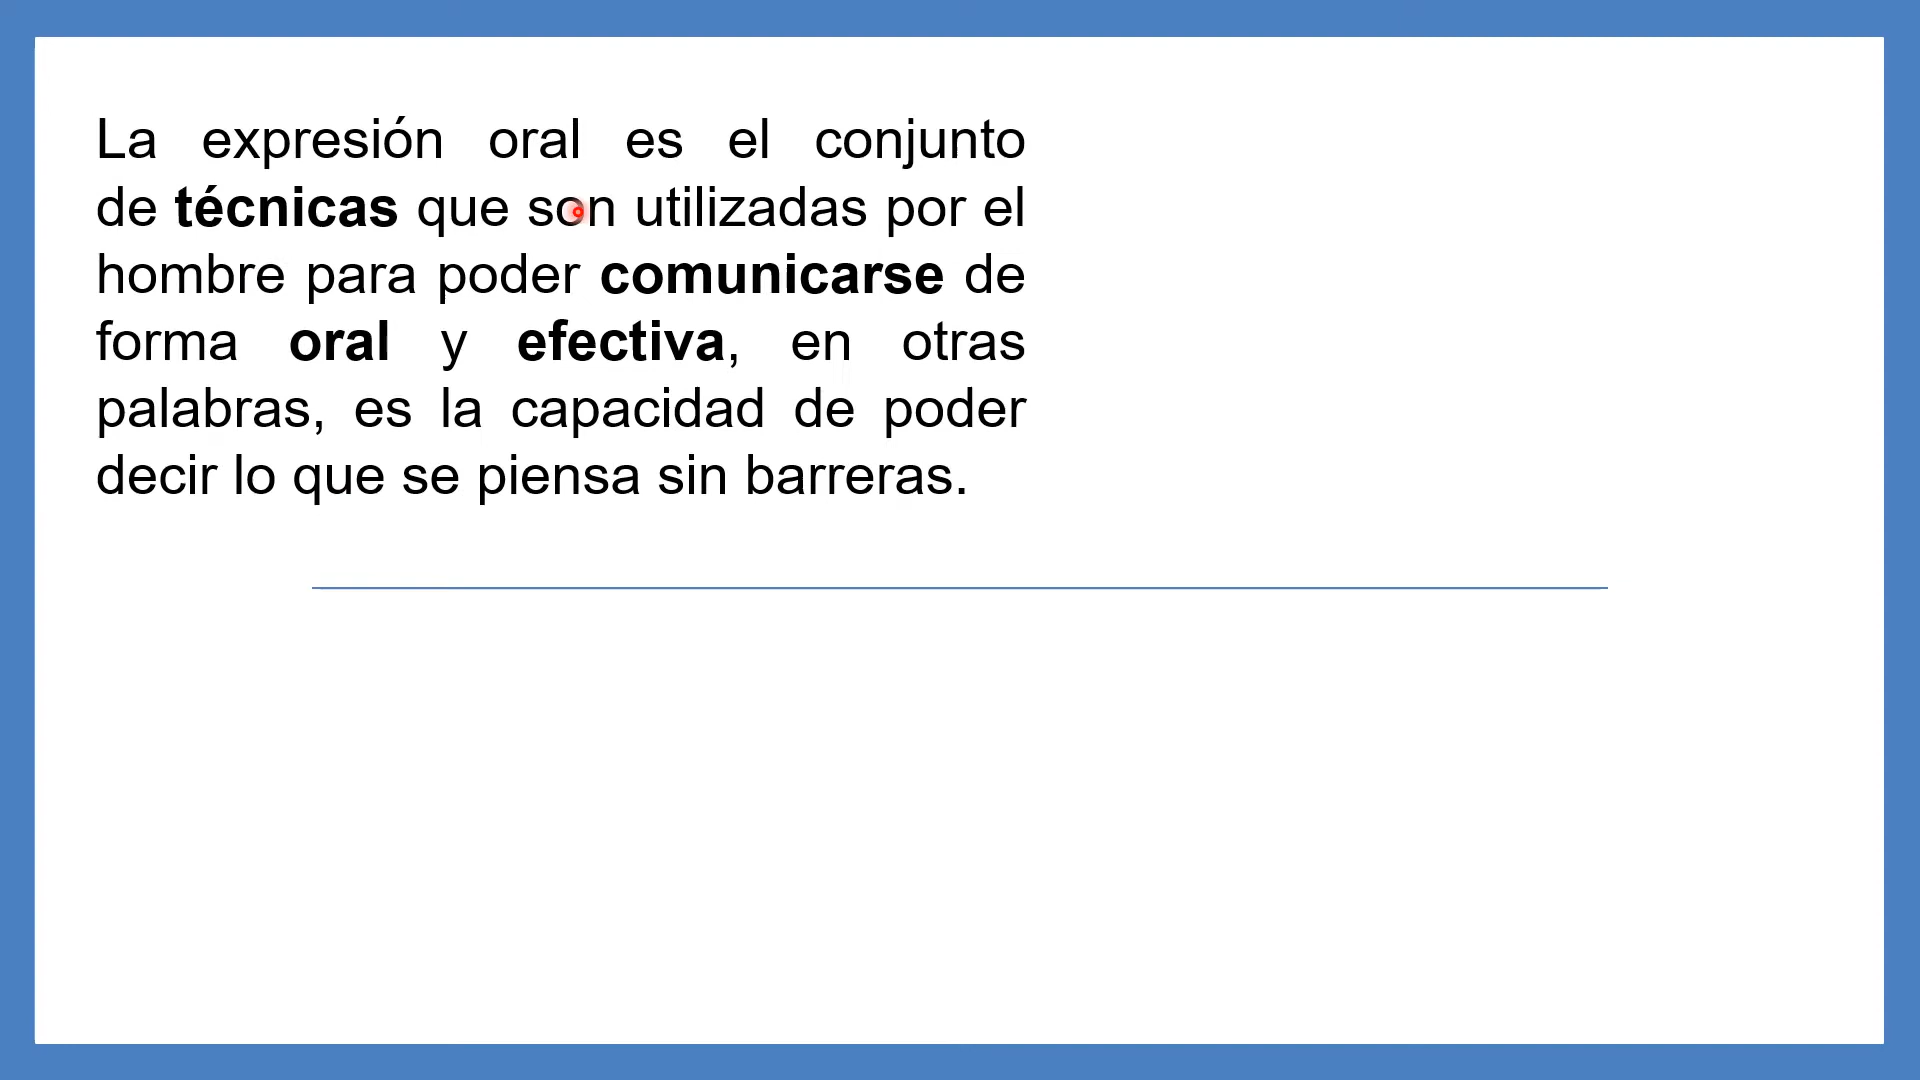 La expresión oral es el conjunto
de técnicas que son utilizadas por el
hombre para poder comunicarse de
forma oral y efectiva, en otras
palabras, es la capacidad de poder
decir lo que se piensa sin barreras.